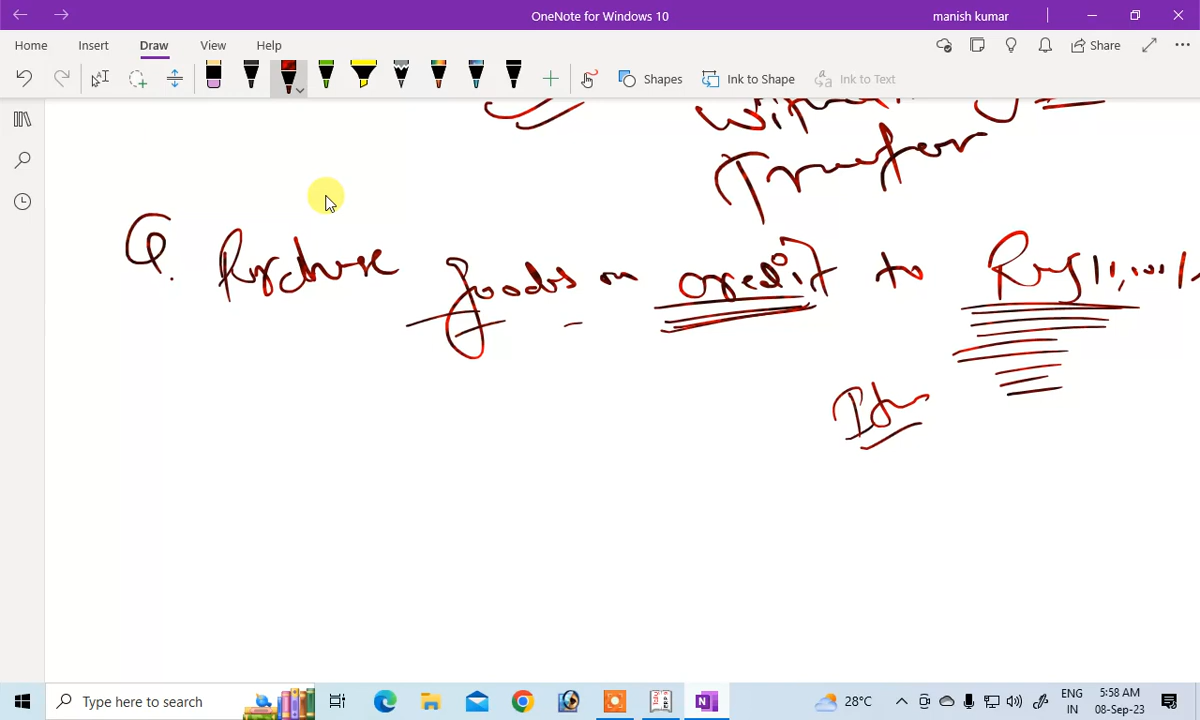 OneNote for Windows 10
manish kumar
Home Insert Draw View Help
Share
Shapes Ink to Shape Ink to Text
Transfer
Q. Purchase goods on credit to
Type here to search
28°C
ENG
IN
5:58 AM
08-Sep-23